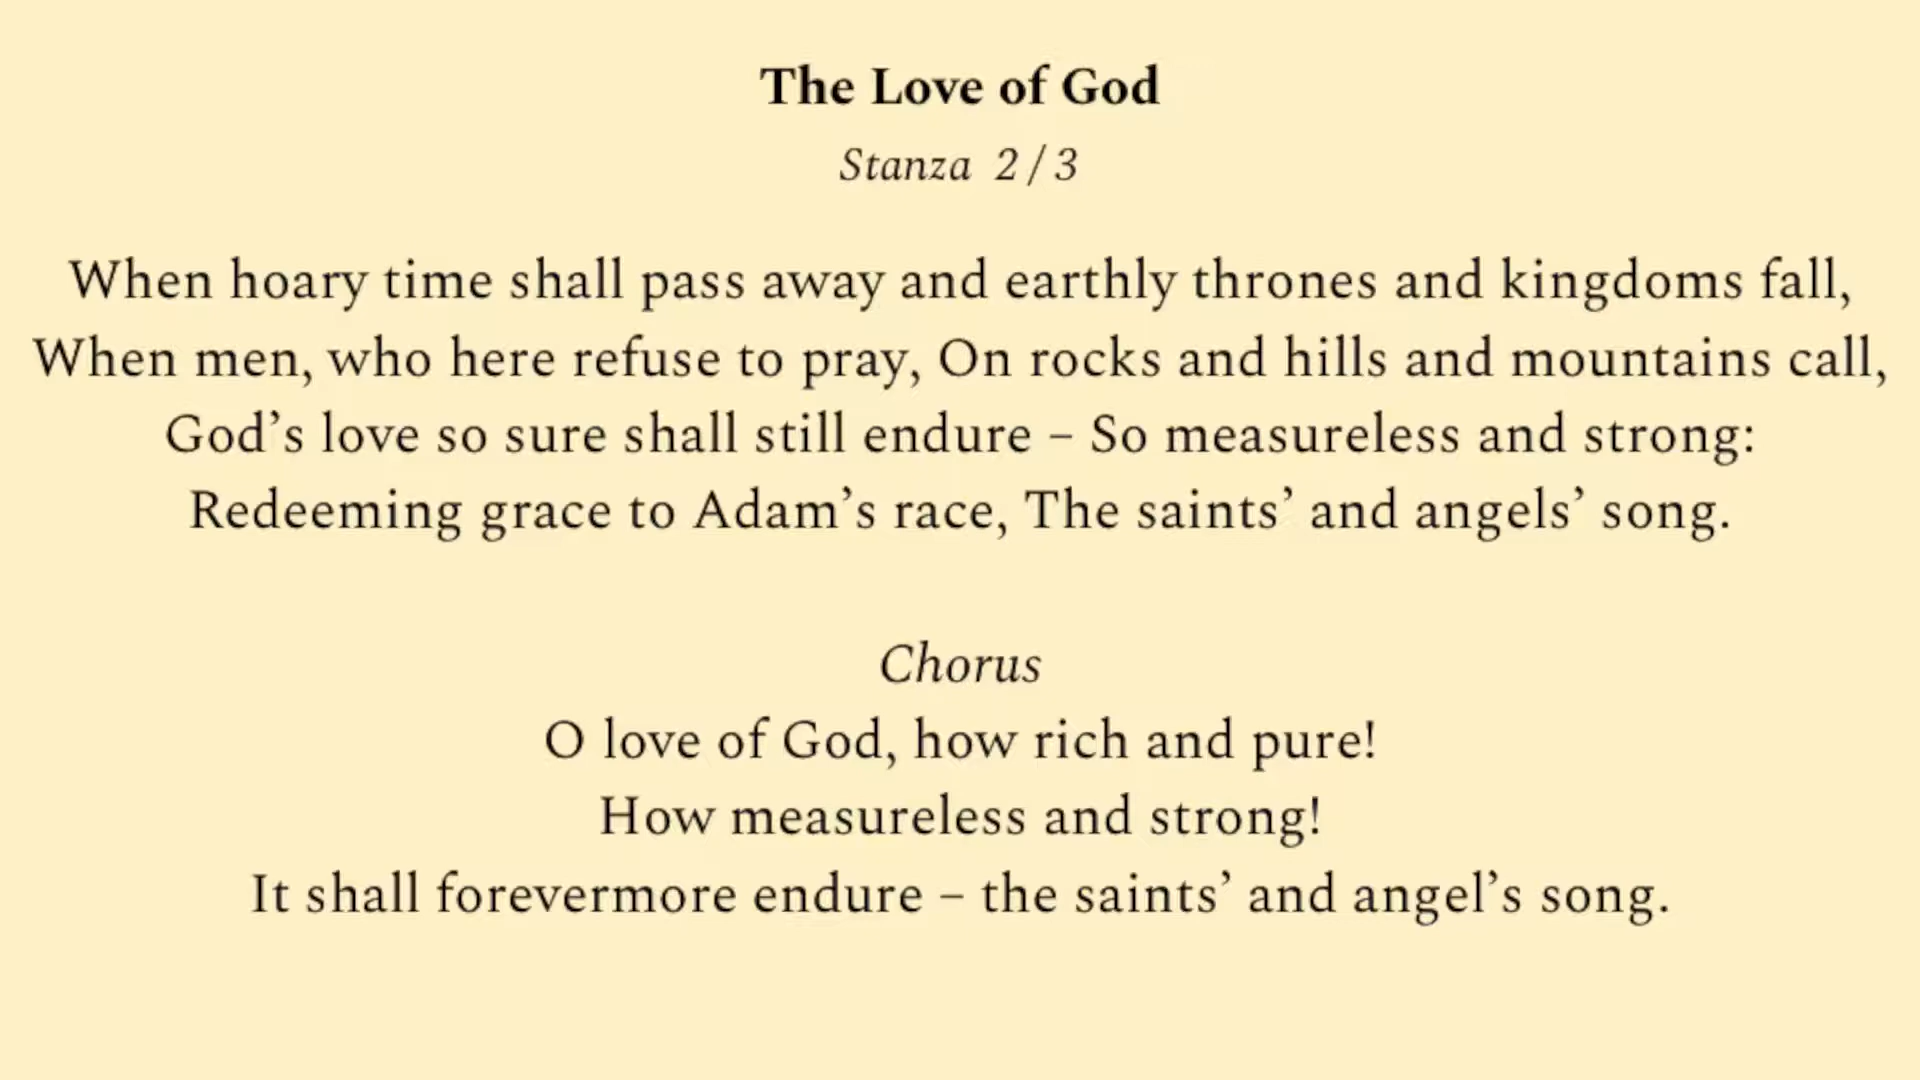 The Love of God
Stanza 2/3
When hoary time shall pass away and earthly thrones and kingdoms fall,
When men, who here refuse to pray, On rocks and hills and mountains call,
God’s love so sure shall still endure – So measureless and strong:
Redeeming grace to Adam’s race, The saints’ and angels’ song.
Chorus
O love of God, how rich and pure!
How measureless and strong!
It shall forevermore endure – the saints’ and angel’s song.